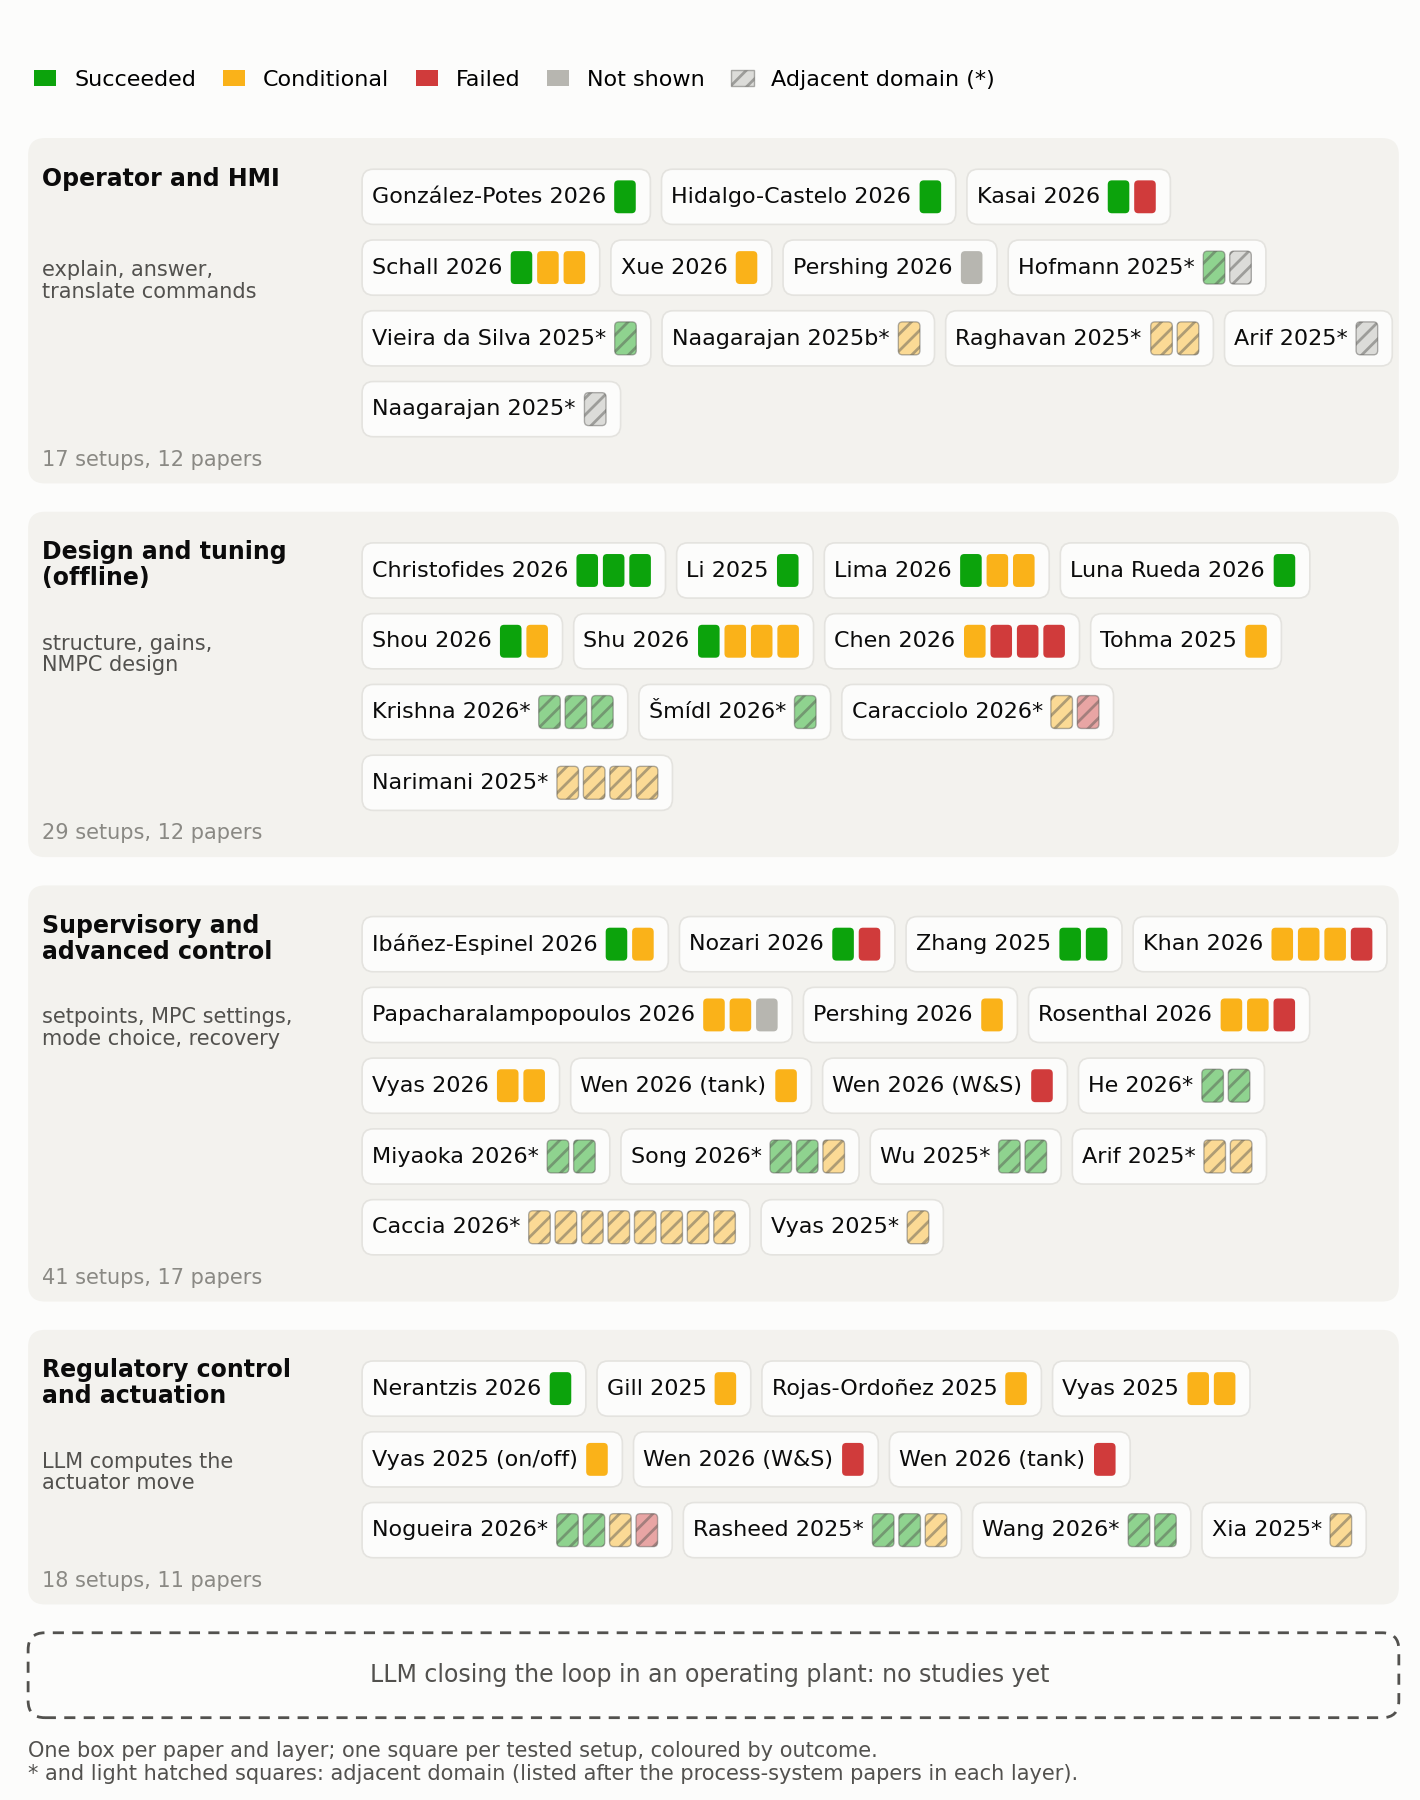 Succeeded Conditional Failed Not shown Adjacent domain (*)
Operator and HMI
explain, answer,
translate commands
17 setups, 12 papers
González-Potes 2026 Hidalgo-Castelo 2026 Kasai 2026
Schall 2026 Xue 2026 Pershing 2026 Hofmann 2025*
Vieira da Silva 2025* Naagarajan 2025b* Raghavan 2025* Arif 2025*
Naagarajan 2025*
Design and tuning
(offline)
structure, gains,
NMPC design
29 setups, 12 papers
Christofides 2026 Li 2025 Lima 2026 Luna Rueda 2026
Shou 2026 Shu 2026 Chen 2026 Tohma 2025
Krishna 2026* Šmídl 2026* Caracciolo 2026*
Narimani 2025*
Supervisory and
advanced control
setpoints, MPC settings,
mode choice, recovery
41 setups, 17 papers
Ibáñez-Espinel 2026 Nozari 2026 Zhang 2025 Khan 2026
Papacharalampopoulos 2026 Pershing 2026 Rosenthal 2026
Vyas 2026 Wen 2026 (tank) Wen 2026 (W&S) He 2026*
Miyaoka 2026* Song 2026* Wu 2025* Arif 2025*
Caccia 2026* Vyas 2025*
Regulatory control
and actuation
LLM computes the
actuator move
18 setups, 11 papers
Nerantzis 2026 Gill 2025 Rojas-Ordoñez 2025 Vyas 2025
Vyas 2025 (on/off) Wen 2026 (W&S) Wen 2026 (tank)
Nogueira 2026* Rasheed 2025* Wang 2026* Xia 2025*
LLM closing the loop in an operating plant: no studies yet
One box per paper and layer; one square per tested setup, coloured by outcome.
* and light hatched squares: adjacent domain (listed after the process-system papers in each layer).